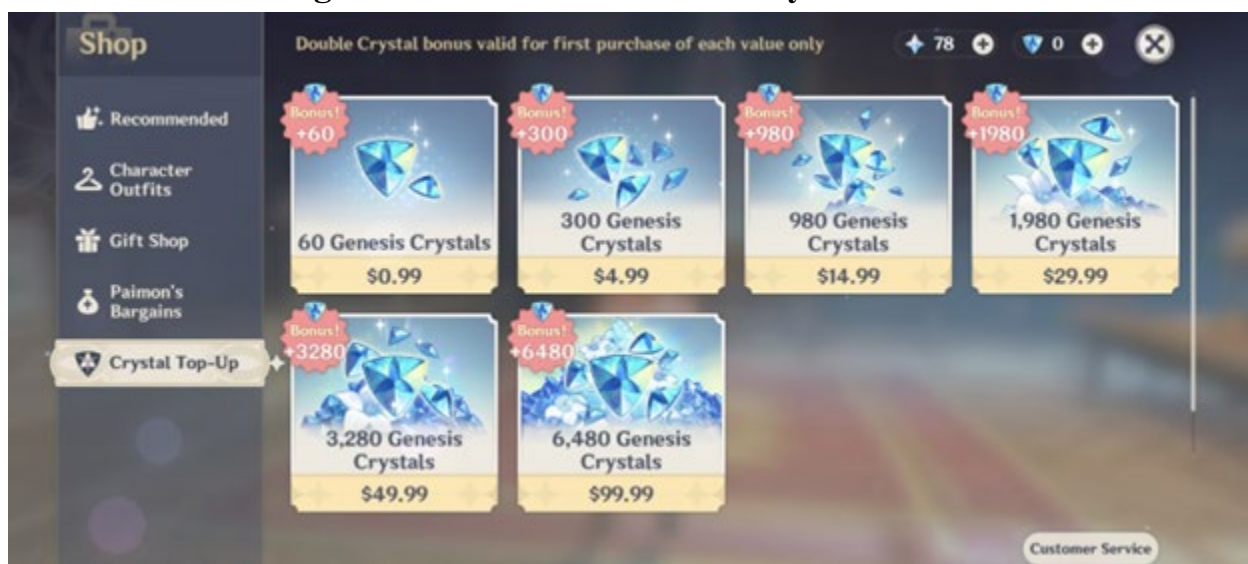 Shop
Double Crystal bonus valid for first purchase of each value only
78
0
Recommended
Character
Outfits
Gift Shop
Paimon's
Bargains
Crystal Top-Up
Bonus!
+60
60 Genesis Crystals
$0.99
Bonus!
+300
300 Genesis
Crystals
$4.99
Bonus!
+980
980 Genesis
Crystals
$14.99
Bonus!
+1980
1,980 Genesis
Crystals
$29.99
Bonus!
+3280
3,280 Genesis
Crystals
$49.99
Bonus!
+6480
6,480 Genesis
Crystals
$99.99
Customer Service